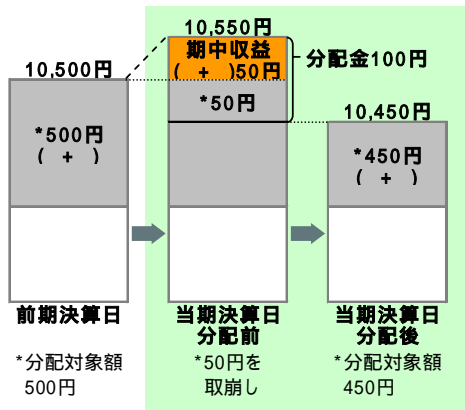 10,550円
期中収益
( + )50円
分配金100円
10,500円
*50円
10,450円
*500円
( + )
*450円
( + )
前期決算日
当期決算日
分配前
当期決算日
分配後
*分配対象額
500円
*50円を
取崩し
*分配対象額
450円